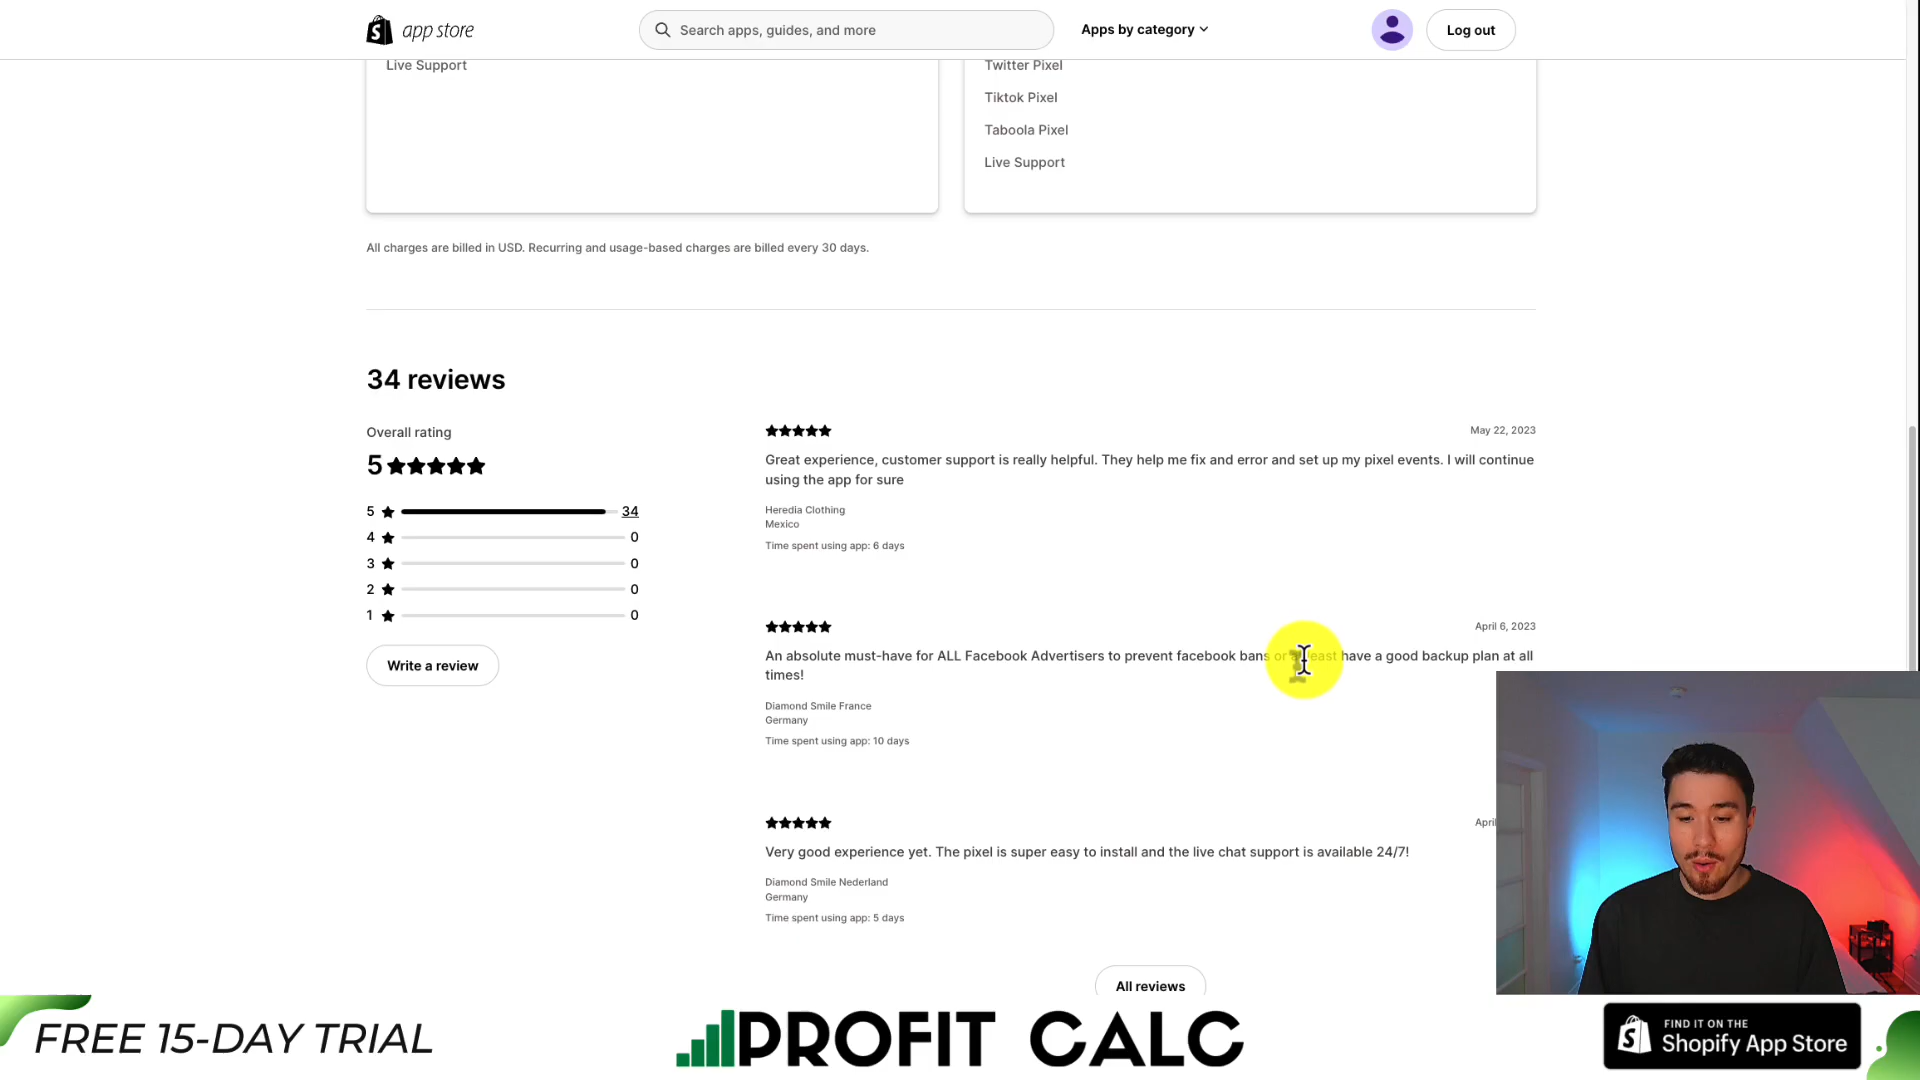 app store
Search apps, guides, and more
Apps by category
Log out
Live Support
Twitter Pixel
Tiktok Pixel
Taboola Pixel
Live Support
All charges are billed in USD. Recurring and usage-based charges are billed every 30 days.
34 reviews
Overall rating
5
5 34
4 0
3 0
2 0
1 0
Write a review
May 22, 2023
Great experience, customer support is really helpful. They help me fix and error and set up my pixel events. I will continue
using the app for sure
Heredia Clothing
Mexico
Time spent using app: 6 days
April 6, 2023
An absolute must-have for ALL Facebook Advertisers to prevent facebook bans or at least have a good backup plan at all
times!
Diamond Smile France
Germany
Time spent using app: 10 days
April
Very good experience yet. The pixel is super easy to install and the live chat support is available 24/7!
Diamond Smile Nederland
Germany
Time spent using app: 5 days
All reviews
FREE 15-DAY TRIAL
PROFIT CALC
FIND IT ON THE
Shopify App Store